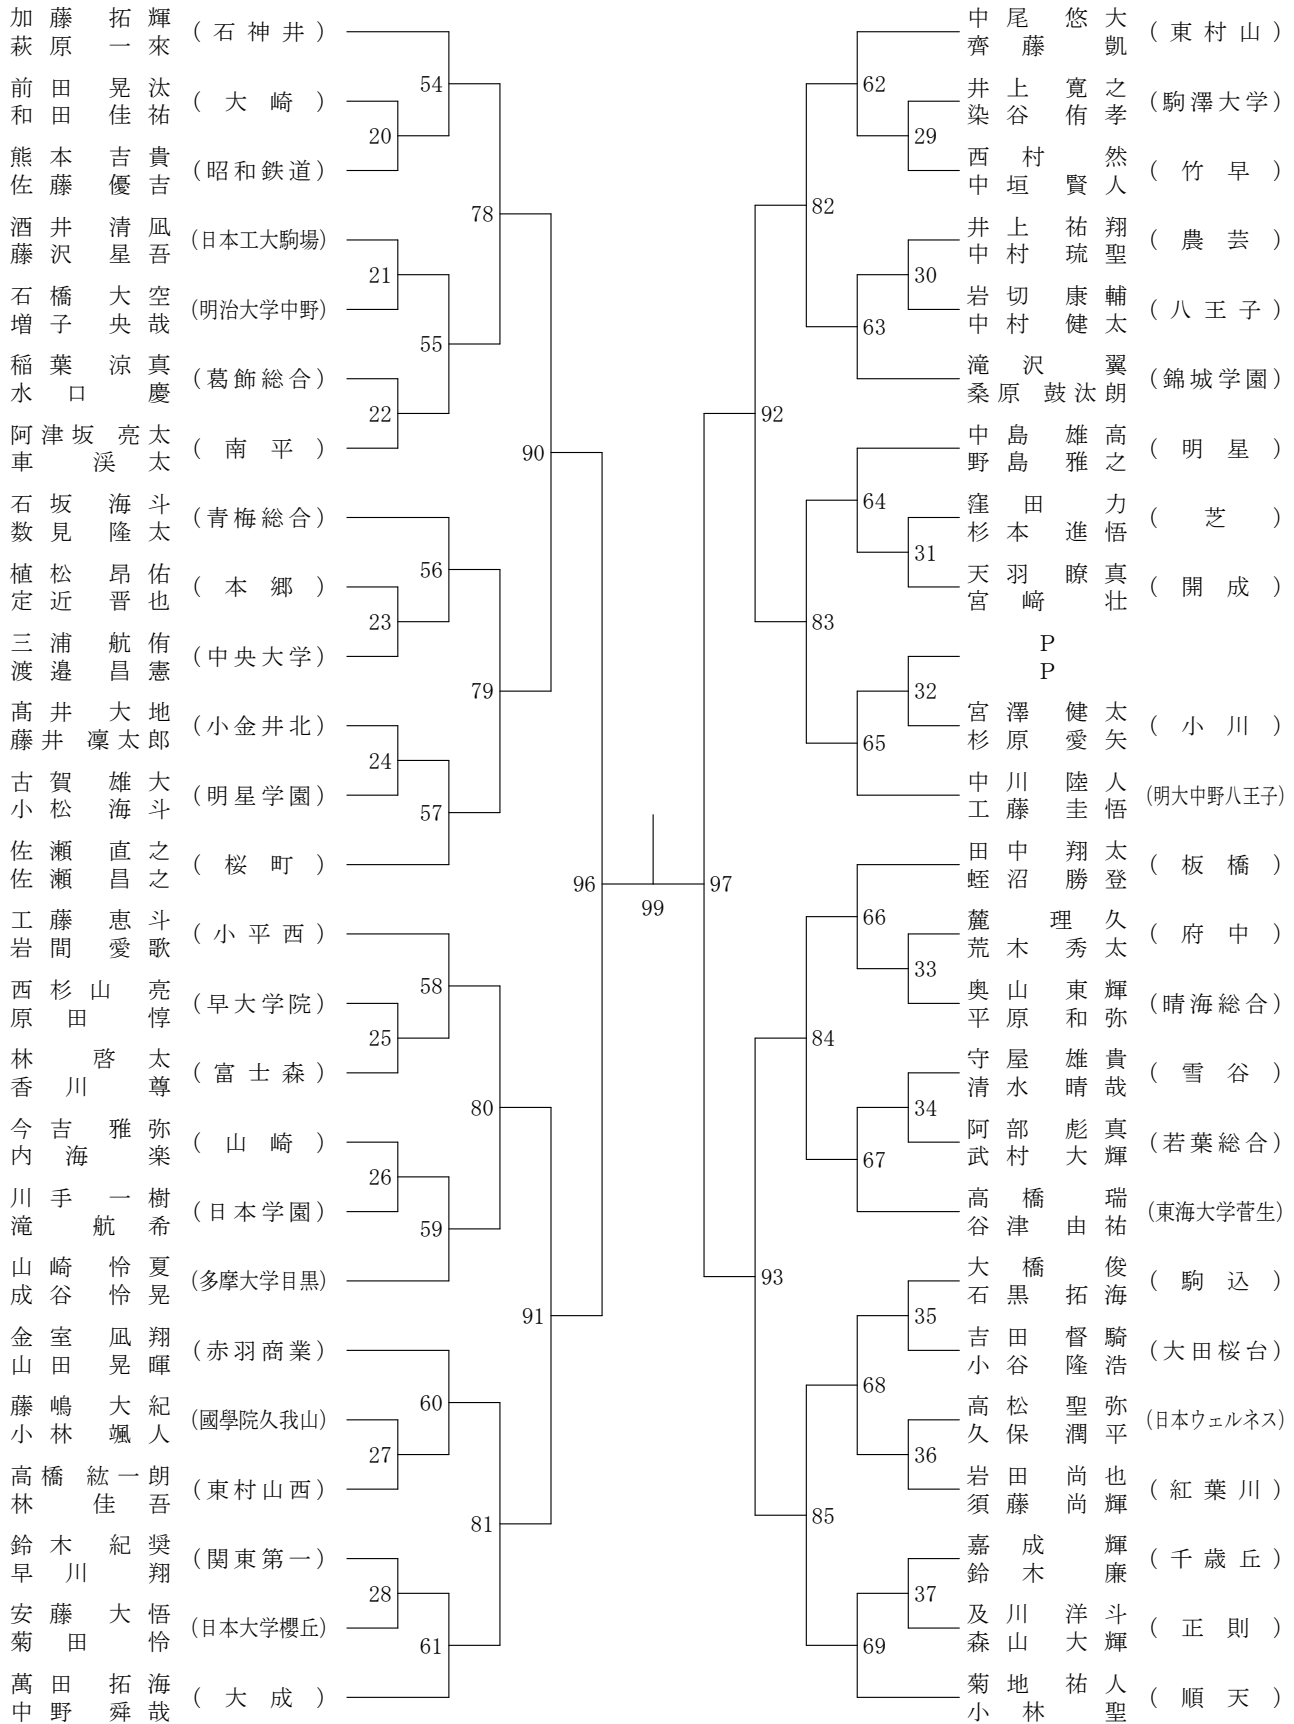 加藤 拓輝
萩原 一來
(石神井)
前田 晃汰
和田 佳祐
(大崎)
熊本 吉貴
佐藤 優吉
(昭和鉄道)
酒井 清凪
藤沢 星吾
(日本工大駒場)
石橋 大空
増子 央哉
(明治大学中野)
稲葉 涼真
水口 慶
(葛飾総合)
阿津坂 亮太
車 渓太
(南平)
石坂 海斗
数見 隆太
(青梅総合)
植松 昂佑
定近 晋也
(本郷)
三浦 航侑
渡邉 昌憲
(中央大学)
髙井 大地
藤井 凜太郎
(小金井北)
古賀 雄大
小松 海斗
(明星学園)
佐瀬 直之
佐瀬 昌之
(桜町)
工藤 恵斗
岩間 愛歌
(小平西)
西杉山 亮
原田 惇
(早大学院)
林 啓太
香川 尊
(富士森)
今吉 雅弥
内海 楽
(山崎)
川手 一樹
滝 航希
(日本学園)
山崎 怜夏
成谷 怜晃
(多摩大学目黒)
金室 凪翔
山田 晃暉
(赤羽商業)
藤嶋 大紀
小林 颯人
(國學院久我山)
高橋 紘一朗
林 佳吾
(東村山西)
鈴木 紀奨
早川 翔
(関東第一)
安藤 大悟
菊田 怜
(日本大学櫻丘)
萬田 拓海
中野 舜哉
(大成)
20
21
22
23
24
25
26
27
28
54
55
56
57
58
59
60
61
78
79
80
81
90
91
96
99
97
92
93
82
83
84
85
62
63
64
65
66
67
68
69
29
30
31
32
33
34
35
36
37
中尾 悠大
齊藤 凱
(東村山)
井上 寛之
染谷 侑孝
(駒澤大学)
西村 然
中垣 賢人
(竹早)
井上 祐翔
中村 琉聖
(農芸)
岩切 康輔
中村 健太
(八王子)
滝沢 翼
桑原 鼓汰朗
(錦城学園)
中島 雄高
野島 雅之
(明星)
窪田 力
杉本 進悟
(芝)
天羽 瞭真
宮﨑 壮
(開成)
P
P
宮澤 健太
杉原 愛矢
(小川)
中川 陸人
工藤 圭悟
(明大中野八王子)
田中 翔太
蛭沼 勝登
(板橋)
麓 理久
荒木 秀太
(府中)
奥山 東輝
平原 和弥
(晴海総合)
守屋 雄貴
清水 晴哉
(雪谷)
阿部 彪真
武村 大輝
(若葉総合)
高橋 瑞
谷津 由祐
(東海大学菅生)
大橋 俊
石黒 拓海
(駒込)
吉田 督騎
小谷 隆浩
(大田桜台)
高松 聖弥
久保 潤平
(日本ウェルネス)
岩田 尚也
須藤 尚輝
(紅葉川)
嘉成 輝
鈴木 廉
(千歳丘)
及川 洋斗
森山 大輝
(正則)
菊地 祐人
小林 聖
(順天)